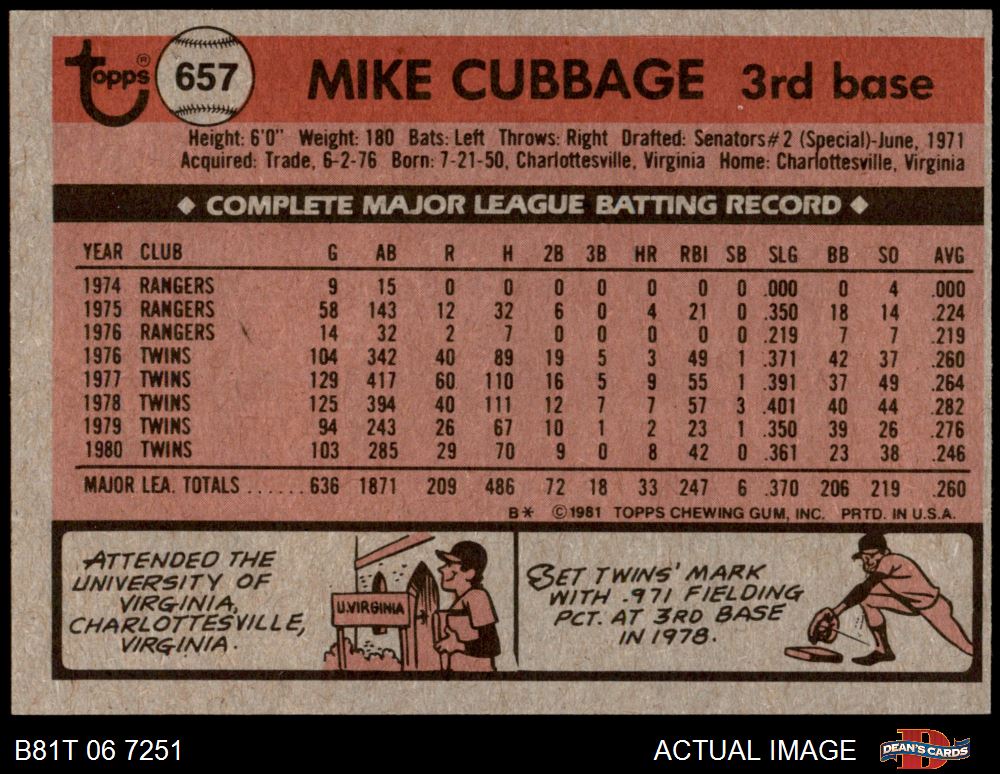 Topps® 657 MIKE CUBBAGE 3rd base
Height: 6'0" Weight: 180 Bats: Left Throws: Right Drafted: Senators#2 (Special)-June, 1971
Acquired: Trade, 6-2-76 Born: 7-21-50, Charlottesville, Virginia Home: Charlottesville, Virginia
◆ COMPLETE MAJOR LEAGUE BATTING RECORD ◆
YEAR CLUB G AB R H 2B 3B HR RBI SB SLG BB SO AVG
1974 RANGERS 9 15 0 0 0 0 0 0 0 .000 0 4 .000
1975 RANGERS 58 143 12 32 6 0 4 21 0 .350 18 14 .224
1976 RANGERS 14 32 2 7 0 0 0 0 0 .219 7 7 .219
1976 TWINS 104 342 40 89 19 5 3 49 1 .371 42 37 .260
1977 TWINS 129 417 60 110 16 5 9 55 1 .391 37 49 .264
1978 TWINS 125 394 40 111 12 7 7 57 3 .401 40 44 .282
1979 TWINS 94 243 26 67 10 1 2 23 1 .350 39 26 .276
1980 TWINS 103 285 29 70 9 0 8 42 0 .361 23 38 .246
MAJOR LEA. TOTALS ...... 636 1871 209 486 72 18 33 247 6 .370 206 219 .260
B* ©1981 TOPPS CHEWING GUM, INC. PRTD. IN U.S.A.
ATTENDED THE
UNIVERSITY OF
VIRGINIA,
CHARLOTTESVILLE,
VIRGINIA.
U.VIRGINIA
SET TWINS' MARK
WITH .971 FIELDING
PCT. AT 3RD BASE
IN 1978.
B81T 06 7251 ACTUAL IMAGE DEAN'S CARDS